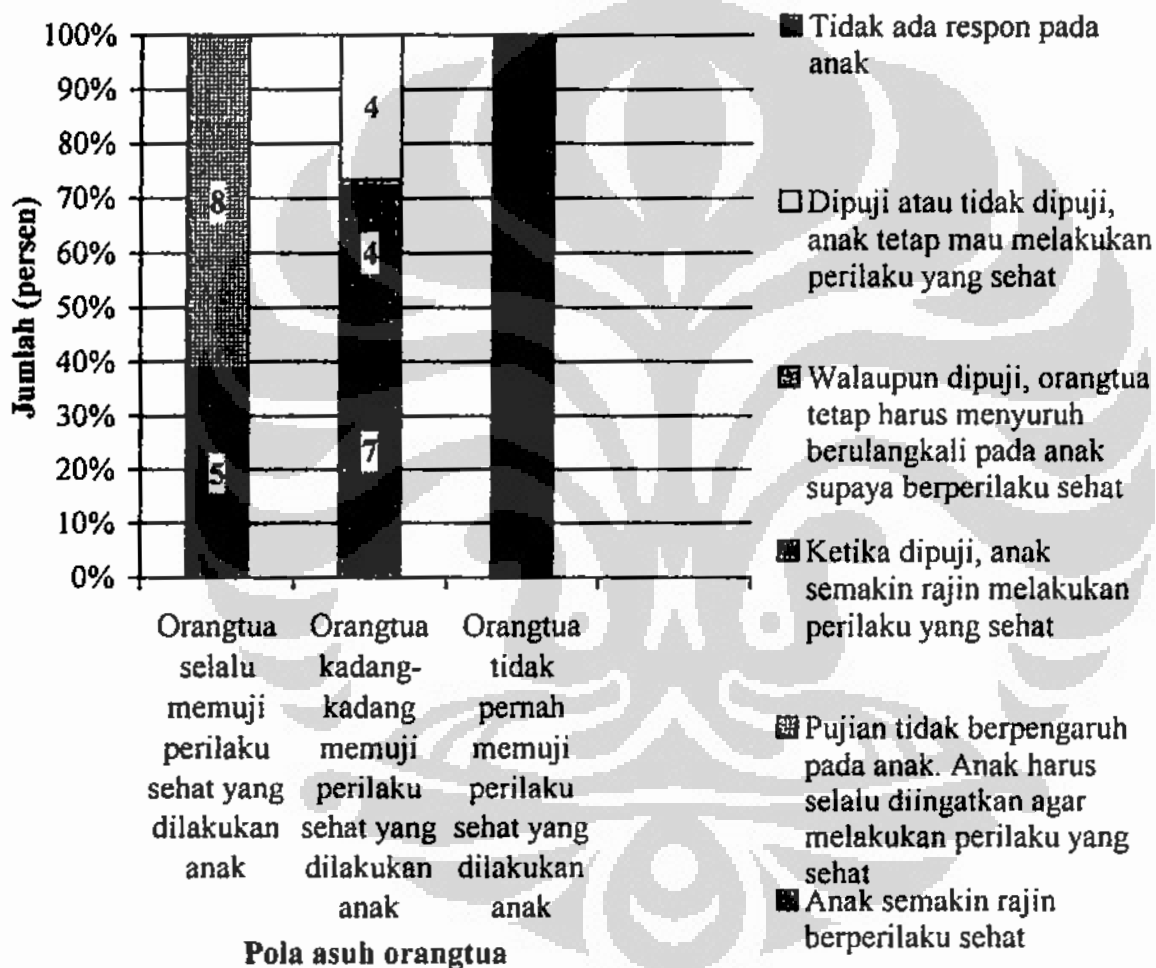 100%
90%
80%
70%
60%
50%
40%
30%
20%
10%
0%
Jumlah (persen)
8
5
4
4
7
Orangtua
selalu
memuji
perilaku
sehat yang
dilakukan
anak
Orangtua
kadang-
kadang
memuji
perilaku
sehat yang
dilakukan
anak
Orangtua
tidak
pernah
memuji
perilaku
sehat yang
dilakukan
anak
Pola asuh orangtua
Tidak ada respon pada
anak
Dipuji atau tidak dipuji,
anak tetap mau melakukan
perilaku yang sehat
Walaupun dipuji, orangtua
tetap harus menyuruh
berulangkali pada anak
supaya berperilaku sehat
Ketika dipuji, anak
semakin rajin melakukan
perilaku yang sehat
Pujian tidak berpengaruh
pada anak. Anak harus
selalu diingatkan agar
melakukan perilaku yang
sehat
Anak semakin rajin
berperilaku sehat